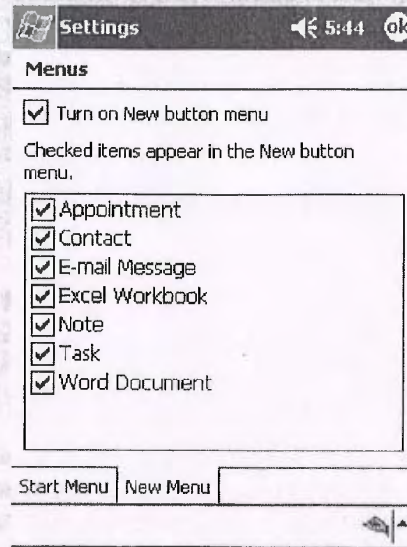 Settings 5:44 ok
Menus
Turn on New button menu
Checked items appear in the New button
menu.
Appointment
Contact
E-mail Message
Excel Workbook
Note
Task
Word Document
Start Menu New Menu